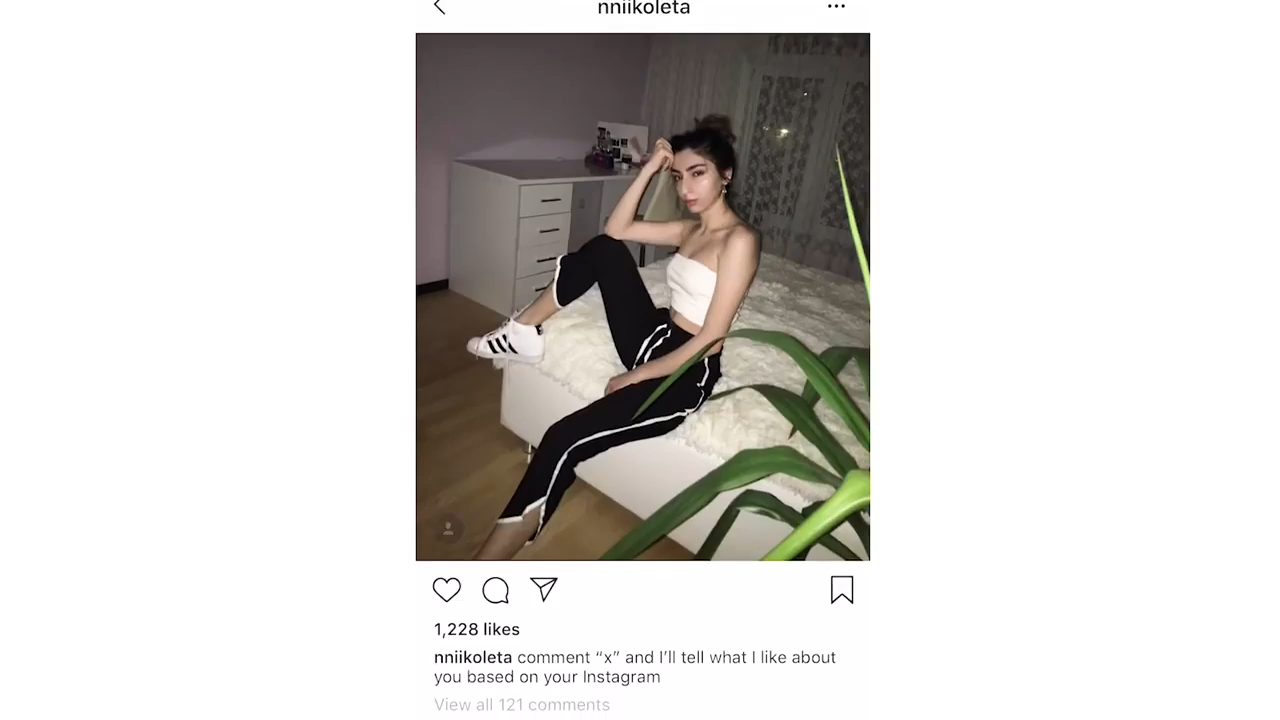 nniikoleta
1,228 likes
nniikoleta comment “x” and I’ll tell what I like about
you based on your Instagram
View all 121 comments